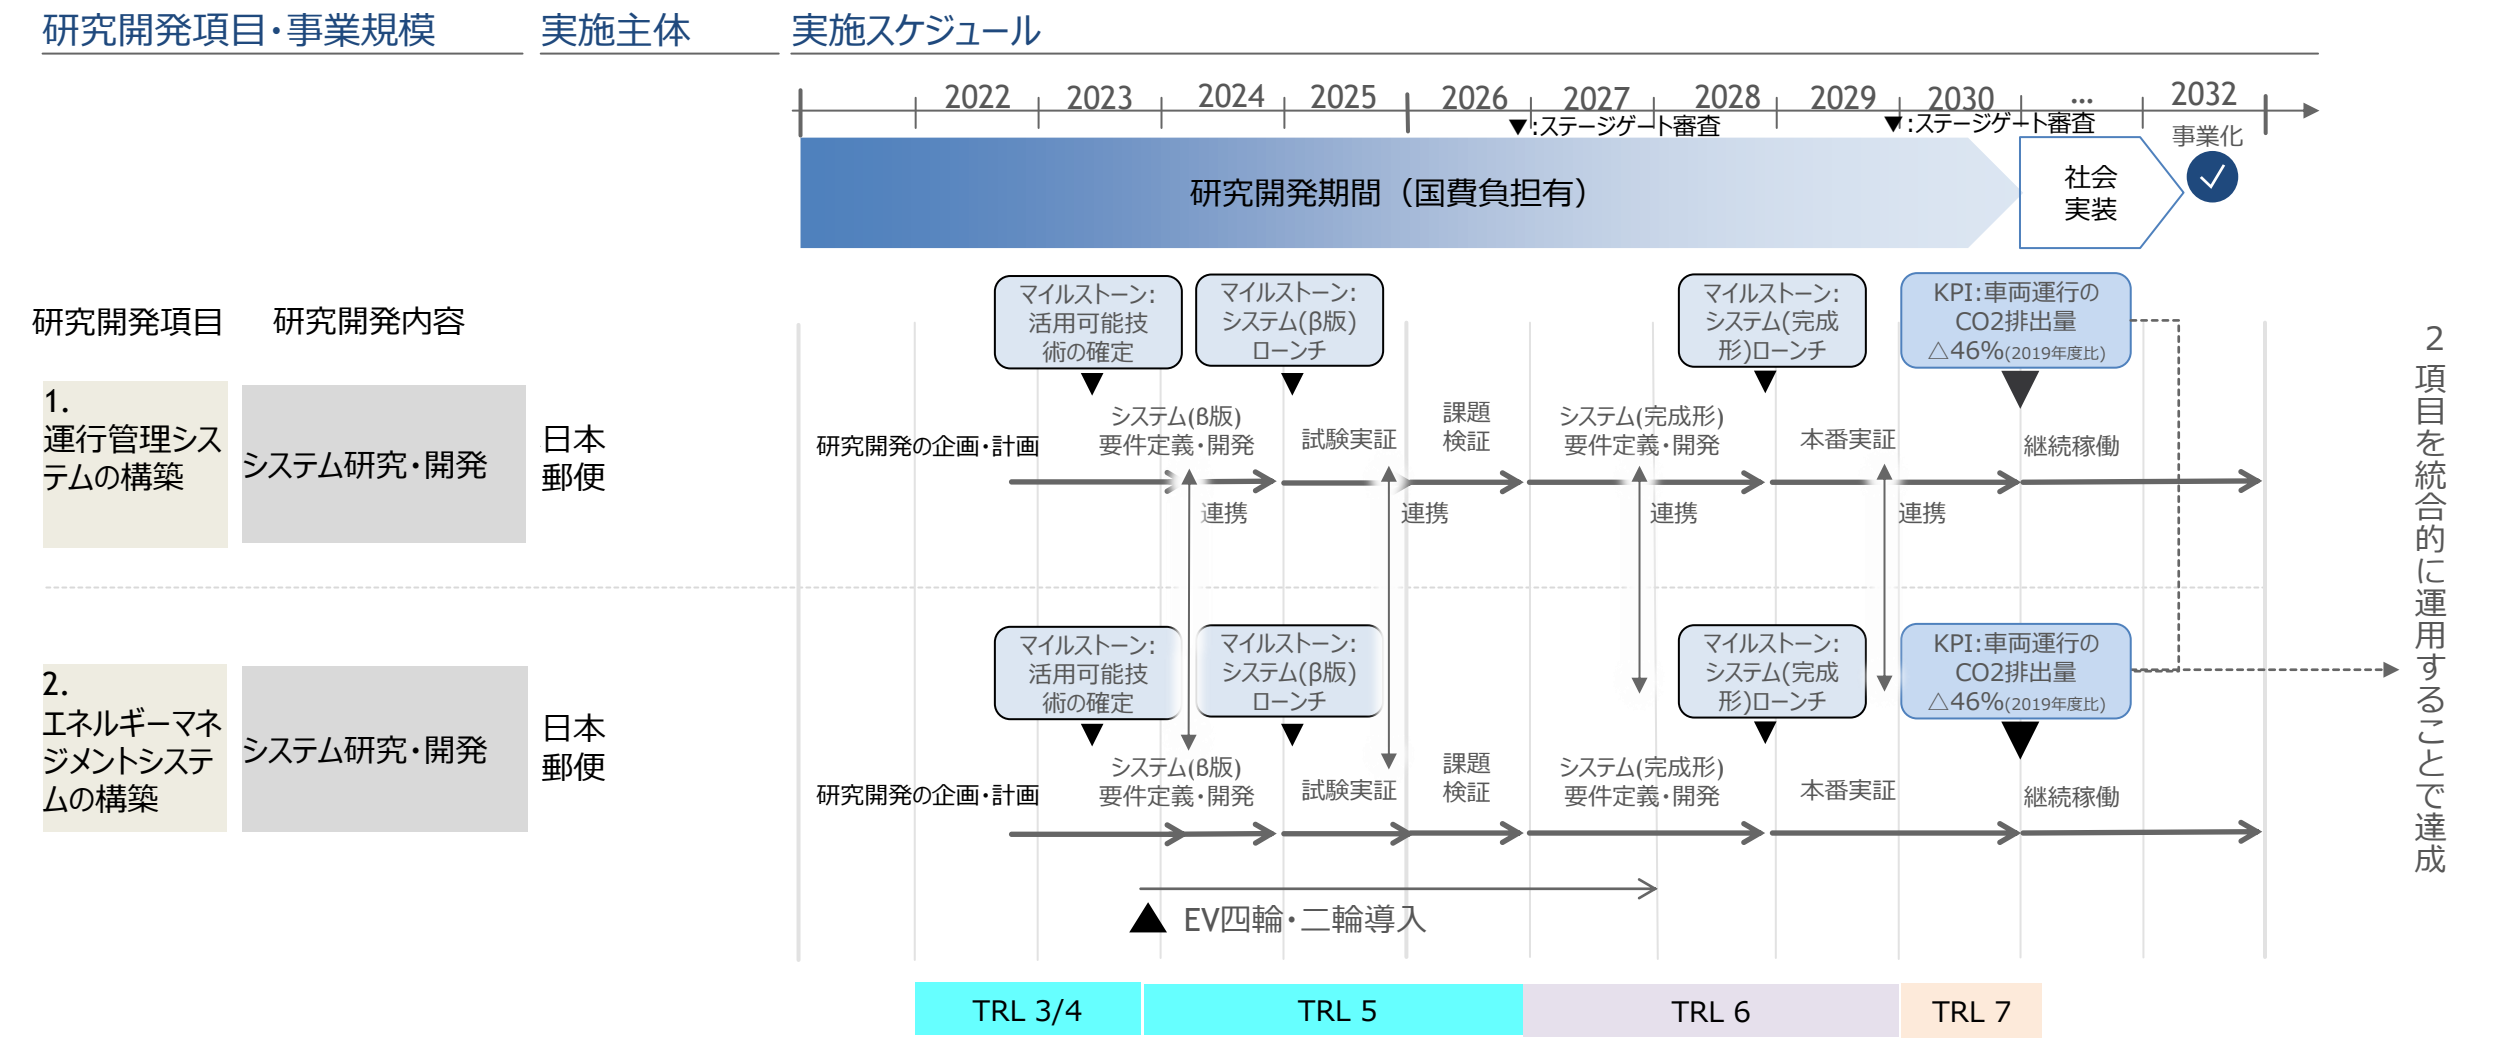 研究開発項目・事業規模
実施主体
実施スケジュール
2022
2023
2024
2025
2026
2027
2028
2029
2030
…
2032
▼:ステージゲート審査
▼:ステージゲート審査
事業化
研究開発期間（国費負担有）
社会
実装
研究開発項目
研究開発内容
マイルストーン:
活用可能技
術の確定
マイルストーン:
システム(β版)
ローンチ
マイルストーン:
システム(完成
形)ローンチ
KPI:車両運行の
CO2排出量
△46%(2019年度比)
1.
運行管理シス
テムの構築
システム研究・開発
日本
郵便
研究開発の企画・計画
システム(β版)
要件定義・開発
試験実証
課題
検証
システム(完成形)
要件定義・開発
本番実証
継続稼働
連携
連携
連携
連携
マイルストーン:
活用可能技
術の確定
マイルストーン:
システム(β版)
ローンチ
マイルストーン:
システム(完成
形)ローンチ
KPI:車両運行の
CO2排出量
△46%(2019年度比)
2.
エネルギーマネ
ジメントシステ
ムの構築
システム研究・開発
日本
郵便
研究開発の企画・計画
システム(β版)
要件定義・開発
試験実証
課題
検証
システム(完成形)
要件定義・開発
本番実証
継続稼働
EV四輪・二輪導入
２項目を統合的に運用することで達成
TRL 3/4
TRL 5
TRL 6
TRL 7